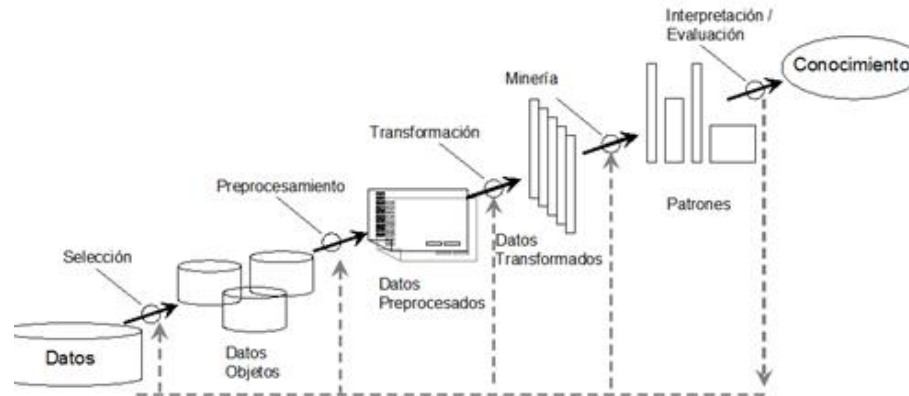 Interpretación /
Evaluación
Conocimiento
Minería
Transformación
Preprocesamiento
Patrones
Selección
Datos
Transformados
Datos
Preprocesados
Datos
Datos
Objetos